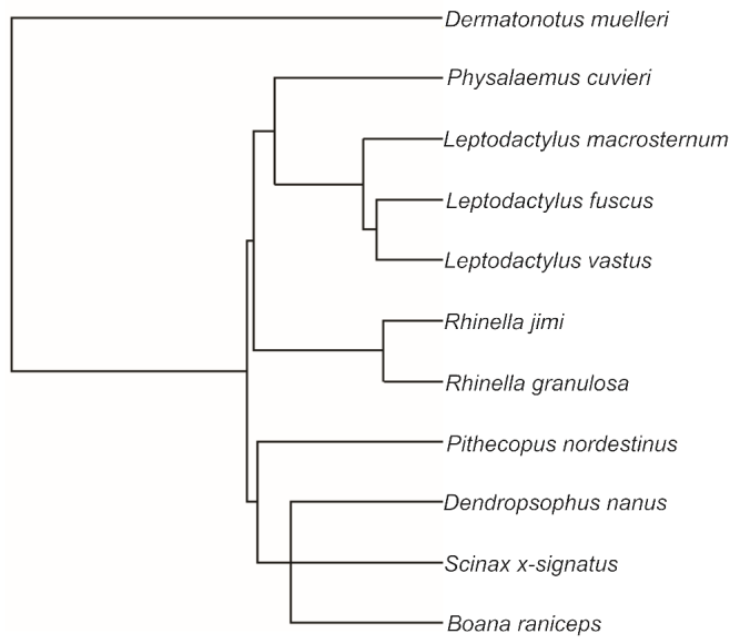 Dermatonotus muelleri
Physalaemus cuvieri
Leptodactylus macrosternum
Leptodactylus fuscus
Leptodactylus vastus
Rhinella jimi
Rhinella granulosa
Pithecopus nordestinus
Dendropsophus nanus
Scinax x-signatus
Boana raniceps